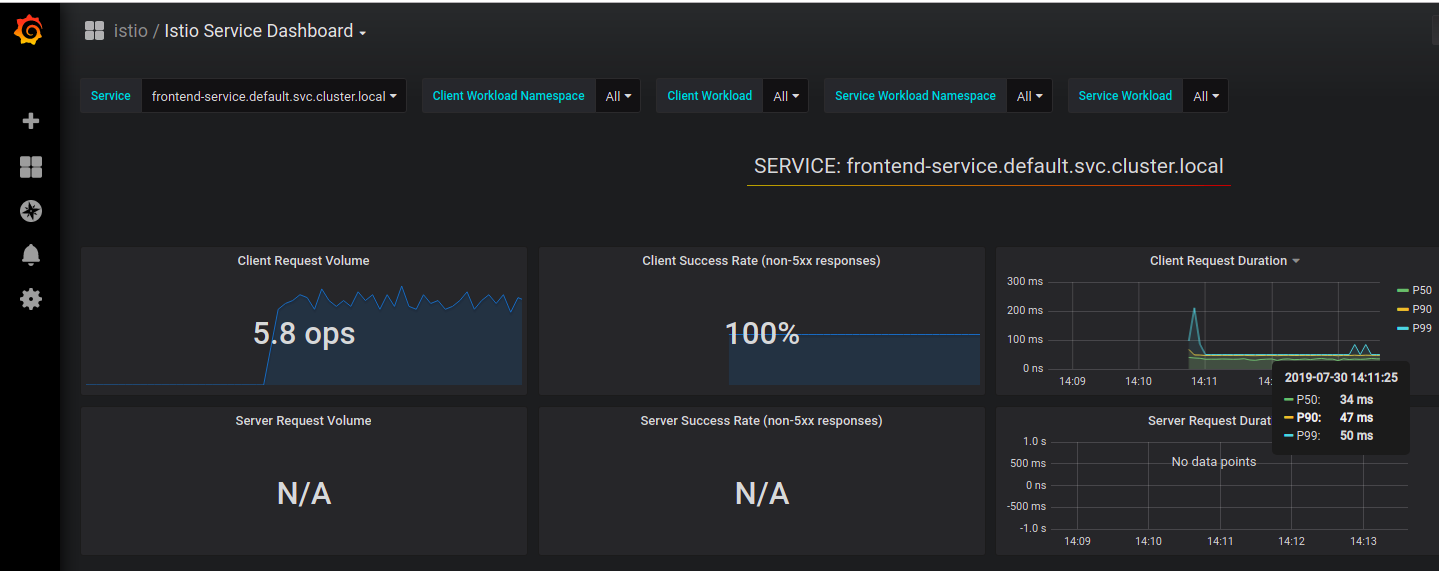 istio / Istio Service Dashboard
Service frontend-service.default.svc.cluster.local Client Workload Namespace All Client Workload All Service Workload Namespace All Service Workload All
SERVICE: frontend-service.default.svc.cluster.local
Client Request Volume
5.8 ops
Client Success Rate (non-5xx responses)
100%
Client Request Duration
300 ms
200 ms
100 ms
0 ns
14:09 14:10 14:11 14:
P50
P90
P99
2019-07-30 14:11:25
P50: 34 ms
P90: 47 ms
P99: 50 ms
Server Request Volume
N/A
Server Success Rate (non-5xx responses)
N/A
Server Request Durat
1.0 s
500 ms
0 ns
-500 ms
-1.0 s
No data points
14:09 14:10 14:11 14:12 14:13